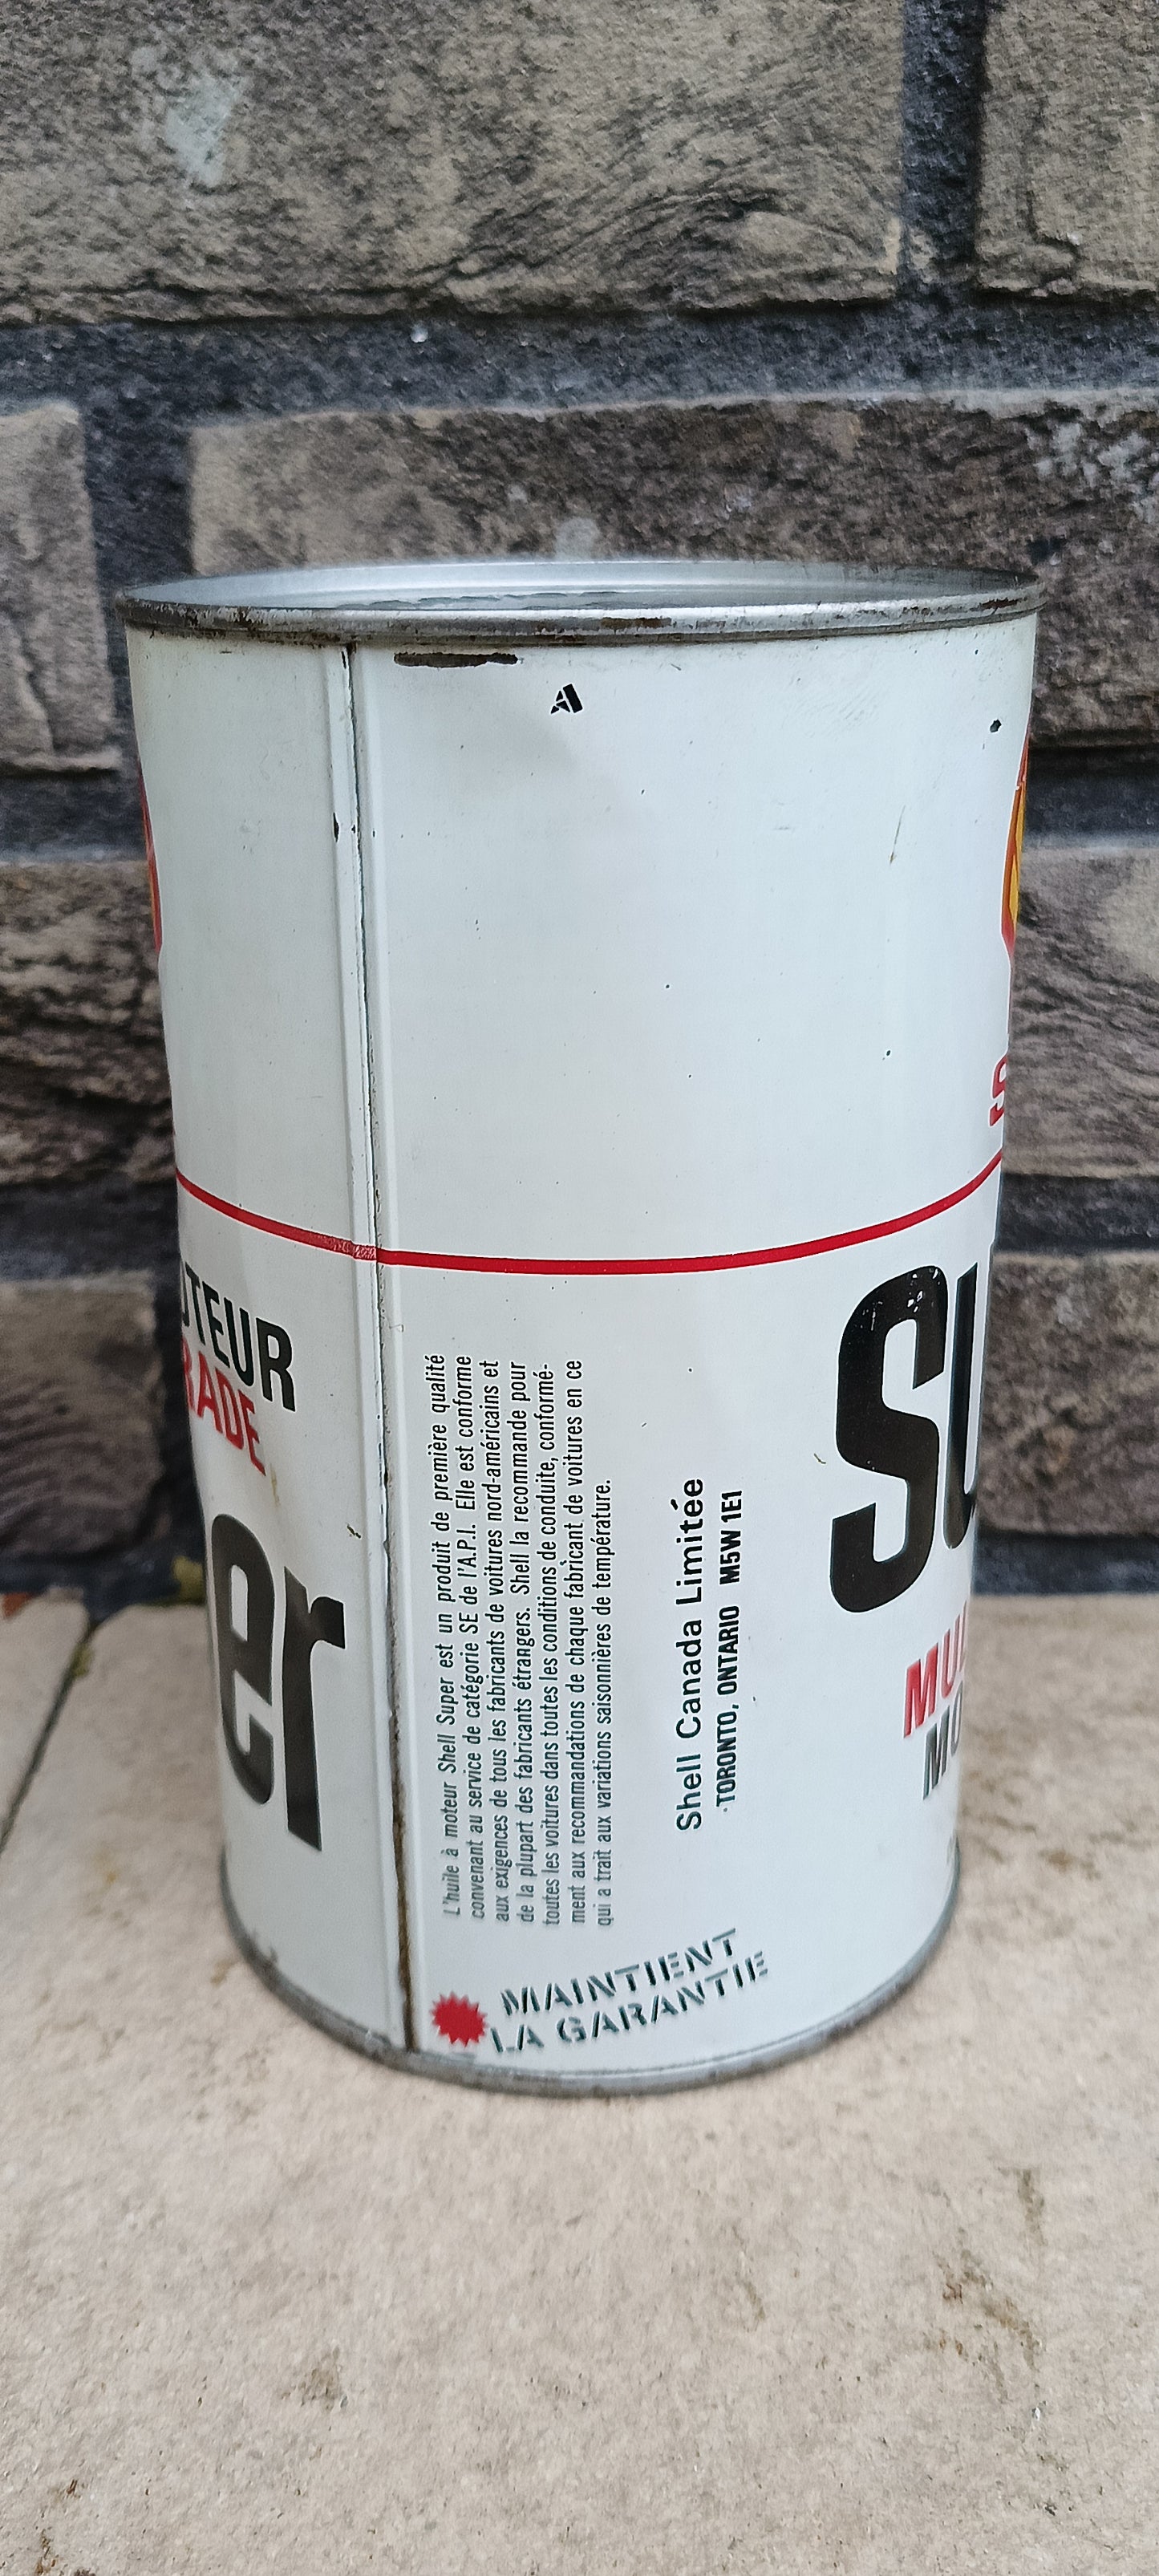 OTEUR
RADE
er
L'huile à moteur Shell Super est un produit de première qualité
convenant au service de catégorie SE de l'A.P.I. Elle est conforme
aux exigences de tous les fabricants de voitures nord-américains et
de la plupart des fabricants étrangers. Shell la recommande pour
toutes les voitures dans toutes les conditions de conduite, conformé-
ment aux recommandations de chaque fabricant de voitures en ce
qui a trait aux variations saisonnières de température.
Shell Canada Limitée
TORONTO, ONTARIO M5W 1E1
MAINTIENT
LA GARANTIE
S
Su
MUL
MO